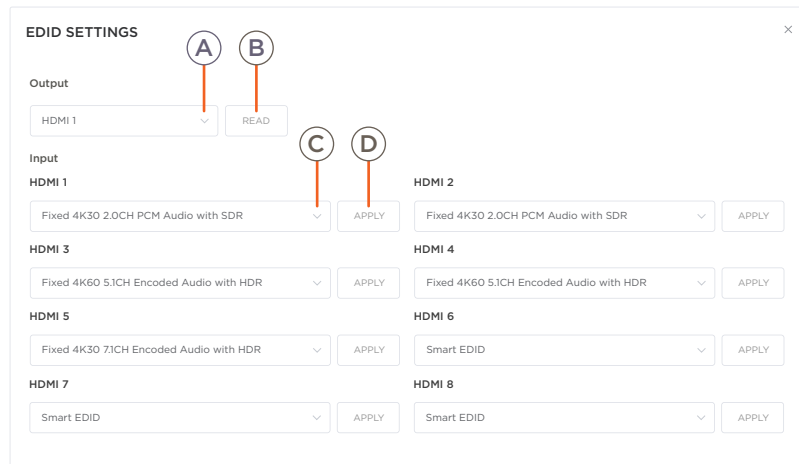 EDID SETTINGS
A B
Output
HDMI 1 READ
C D
Input
HDMI 1 HDMI 2
Fixed 4K30 2.0CH PCM Audio with SDR APPLY Fixed 4K30 2.0CH PCM Audio with SDR APPLY
HDMI 3 HDMI 4
Fixed 4K60 5.1CH Encoded Audio with HDR APPLY Fixed 4K60 5.1CH Encoded Audio with HDR APPLY
HDMI 5 HDMI 6
Fixed 4K30 7.1CH Encoded Audio with HDR APPLY Smart EDID APPLY
HDMI 7 HDMI 8
Smart EDID APPLY Smart EDID APPLY